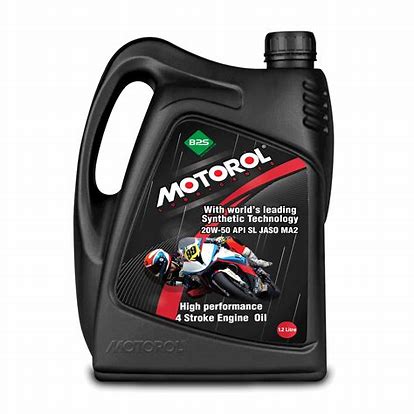 B2S
MOTOROL
LUBRICANTS
With world's leading
Synthetic Technology
20W-50 API SL JASO MA2
High performance
4 Stroke Engine Oil
1.2 Litre
MOTOROL